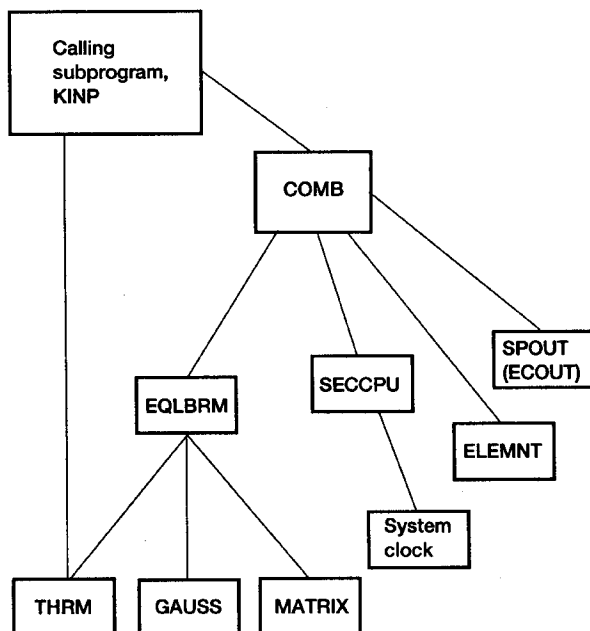 Calling
subprogram,
KINP
COMB
SPOUT
(ECOUT)
SECCPU
EQLBRM
ELEMNT
System
clock
THRM
GAUSS
MATRIX